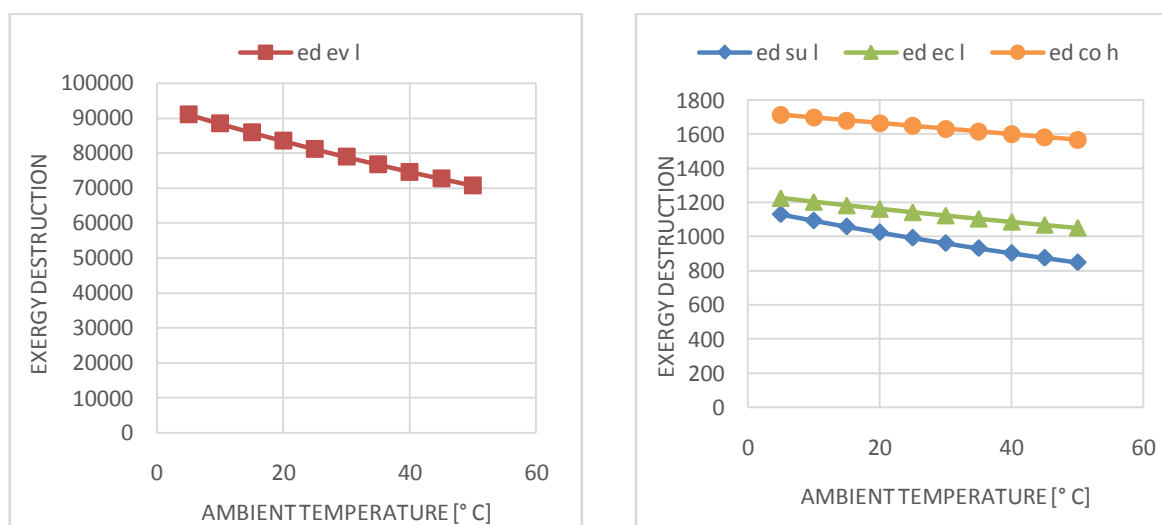 ed ev l
100000
90000
80000
70000
60000
50000
40000
30000
20000
10000
0
EXERGY DESTRUCTION
0 20 40 60
AMBIENT TEMPERATURE [° C]
ed su l ed ec l ed co h
1800
1600
1400
1200
1000
800
600
400
200
0
EXERGY DESTRUCTION
0 20 40 60
AMBIENT TEMPERATURE [° C]